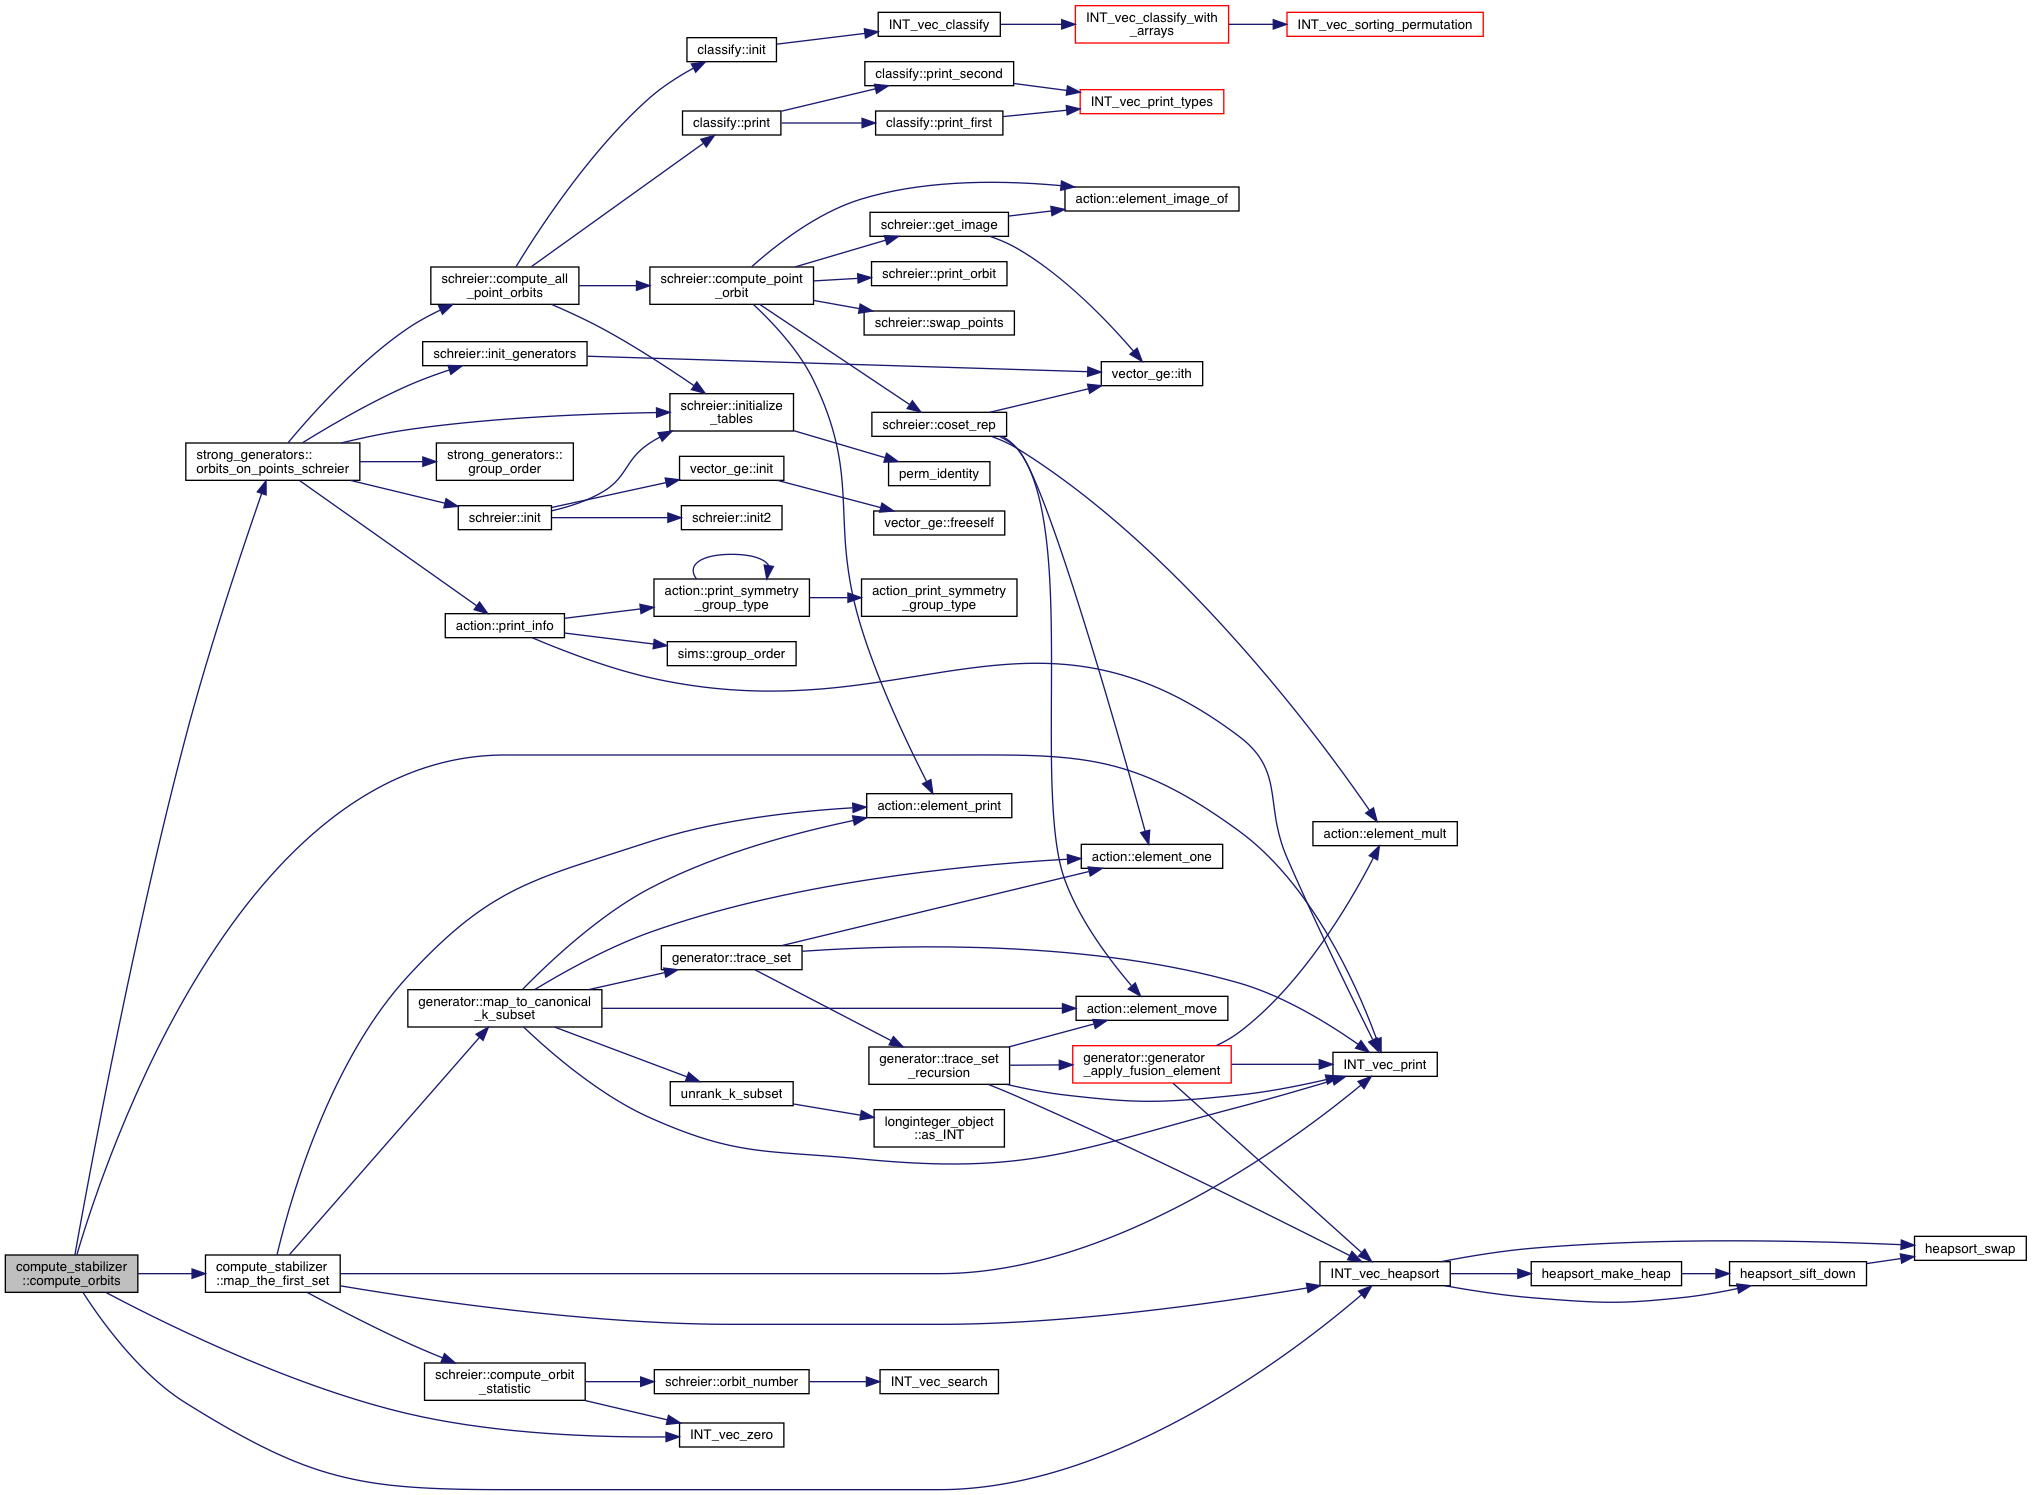 INT_vec_classify
INT_vec_classify_with
_arrays
INT_vec_sorting_permutation
classify::init
classify::print_second
INT_vec_print_types
classify::print
classify::print_first
action::element_image_of
schreier::get_image
schreier::compute_all
_point_orbits
schreier::compute_point
_orbit
schreier::print_orbit
schreier::swap_points
schreier::init_generators
vector_ge::ith
schreier::initialize
_tables
schreier::coset_rep
strong_generators::
orbits_on_points_schreier
strong_generators::
group_order
vector_ge::init
perm_identity
schreier::init
schreier::init2
vector_ge::freeself
action::print_symmetry
_group_type
action_print_symmetry
_group_type
action::print_info
sims::group_order
action::element_print
action::element_mult
action::element_one
generator::trace_set
generator::map_to_canonical
_k_subset
action::element_move
generator::trace_set
_recursion
generator::generator
_apply_fusion_element
INT_vec_print
unrank_k_subset
longinteger_object
::as_INT
compute_stabilizer
::compute_orbits
compute_stabilizer
::map_the_first_set
INT_vec_heapsort
heapsort_make_heap
heapsort_sift_down
heapsort_swap
schreier::compute_orbit
_statistic
schreier::orbit_number
INT_vec_search
INT_vec_zero